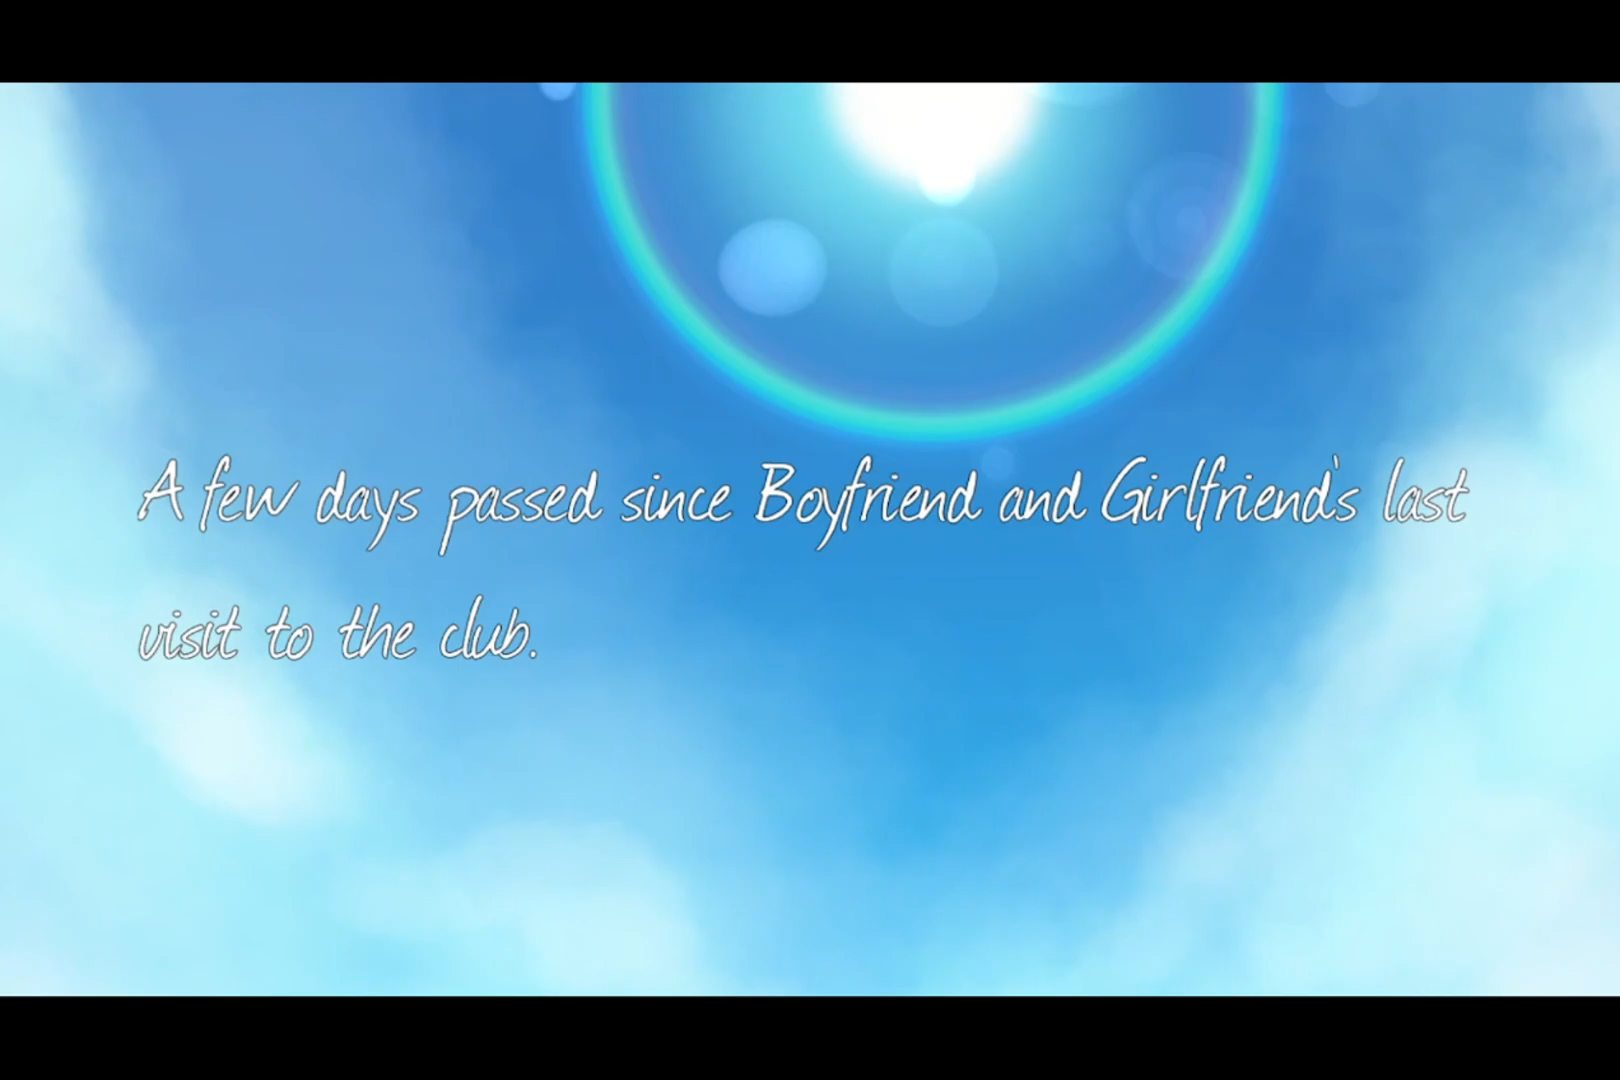 A few days passed since Boyfriend and Girlfriend's last
visit to the club.